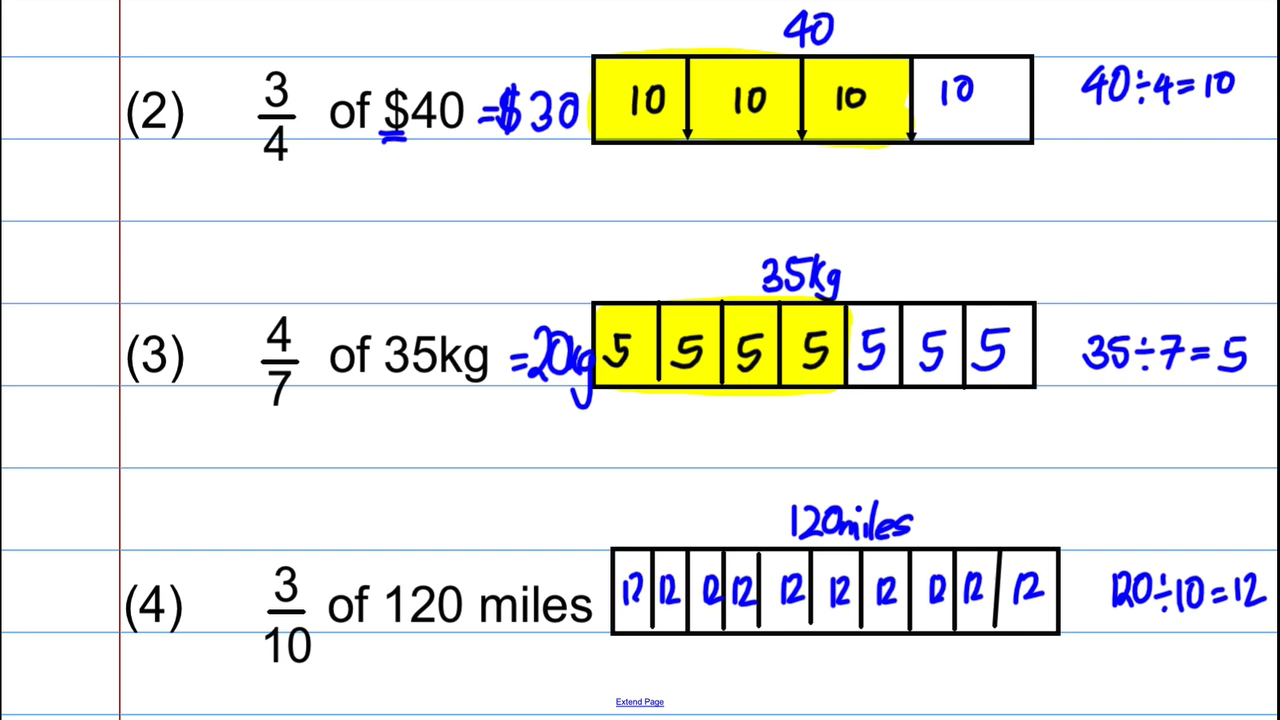 40
(2) 3/4 of $40 =$30 10 10 10 10 40÷4=10
35kg
(3) 4/7 of 35kg =20kg 5 5 5 5 5 5 5 35÷7=5
120miles
(4) 3/10 of 120 miles 12 12 12 12 12 12 12 12 12 12 120÷10=12
Extend Page